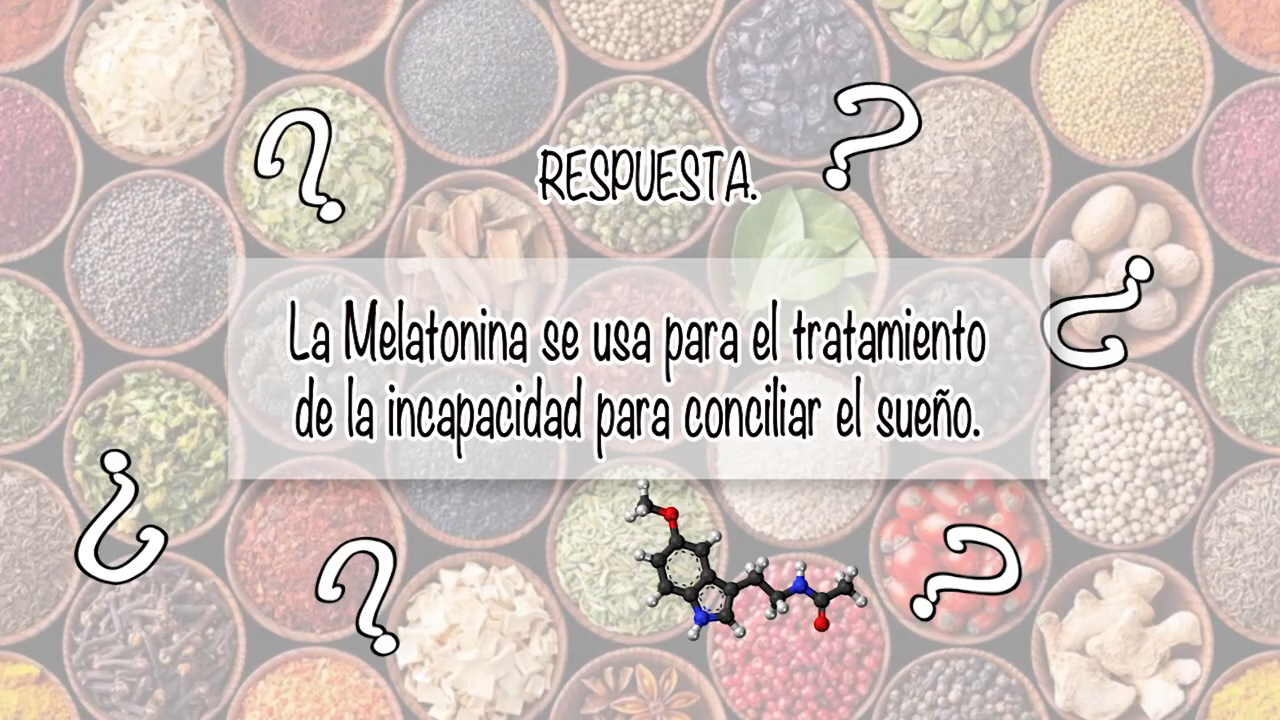 RESPUESTA.
La Melatonina se usa para el tratamiento
de la incapacidad para conciliar el sueño.